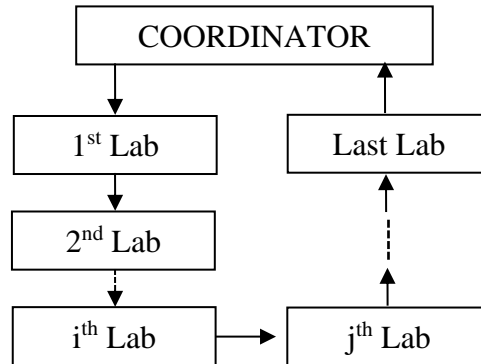 COORDINATOR
1st Lab
Last Lab
2nd Lab
ith Lab
jth Lab